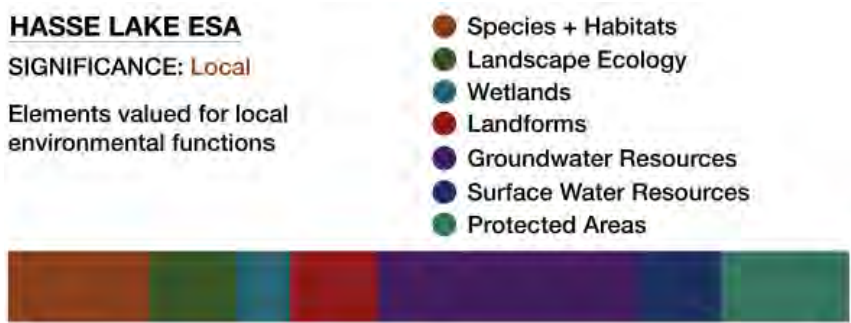 HASSE LAKE ESA
SIGNIFICANCE: Local
Elements valued for local
environmental functions
Species + Habitats
Landscape Ecology
Wetlands
Landforms
Groundwater Resources
Surface Water Resources
Protected Areas